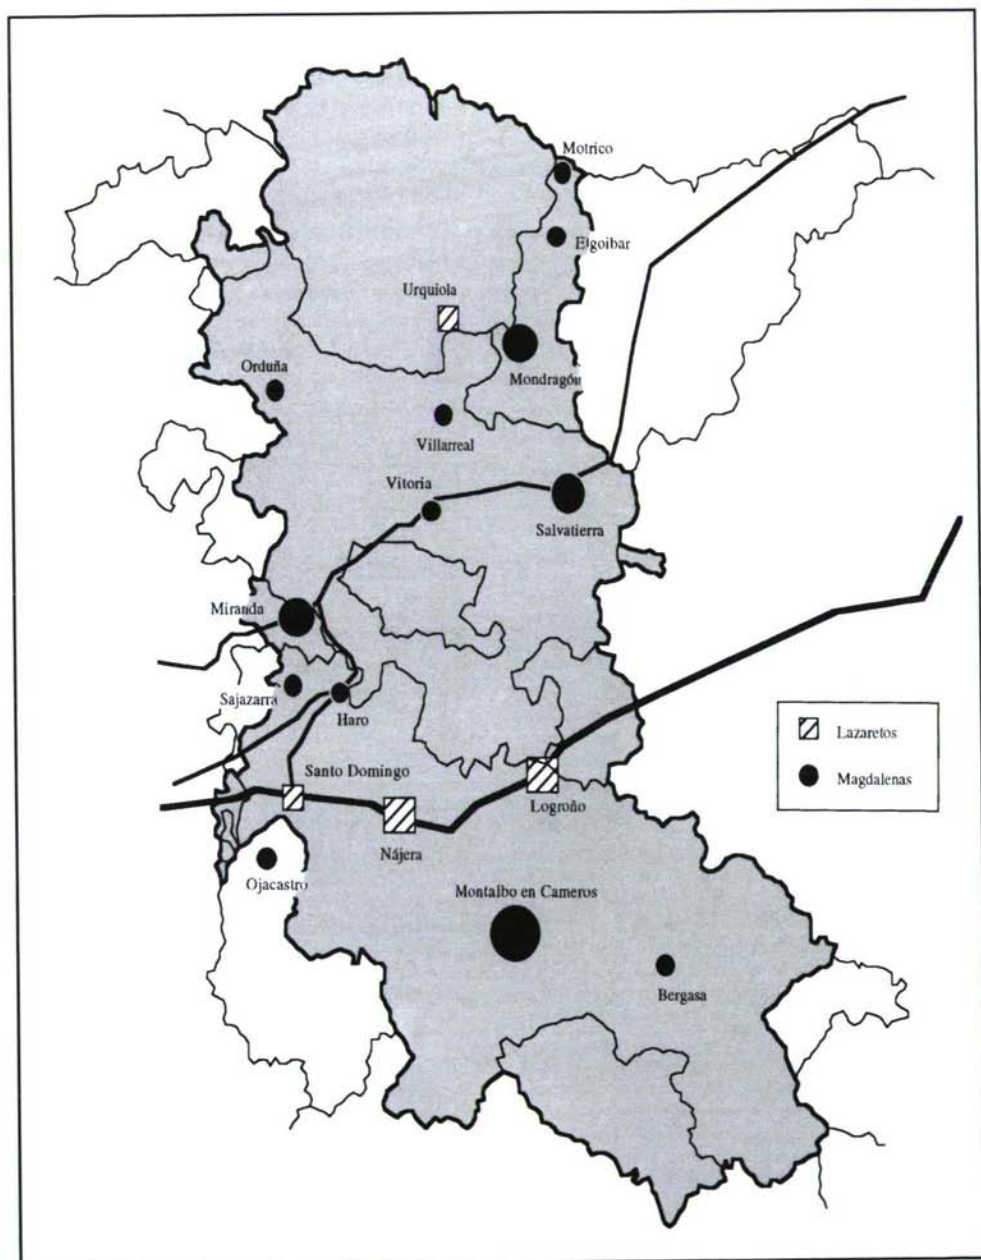 Motrico
Elgoibar
Urquiola
Mondragón
Orduña
Villarreal
Vitoria
Salvatierra
Miranda
Sajazarra
Haro
Lazaretos
Santo Domingo
Logroño
Magdalenas
Nájera
Ojacastro
Montalbo en Cameros
Bergasa